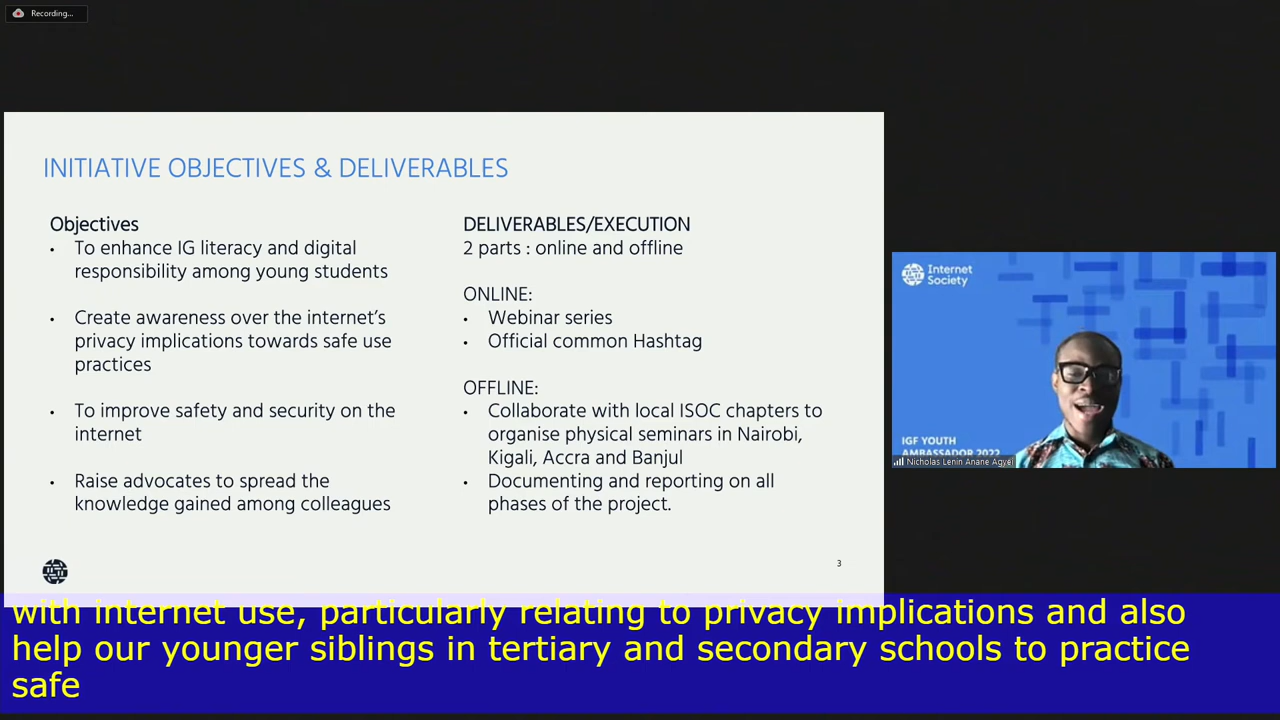 Recording...
INITIATIVE OBJECTIVES & DELIVERABLES
Objectives
• To enhance IG literacy and digital
responsibility among young students
• Create awareness over the internet's
privacy implications towards safe use
practices
• To improve safety and security on the
internet
• Raise advocates to spread the
knowledge gained among colleagues
DELIVERABLES/EXECUTION
2 parts : online and offline
ONLINE:
• Webinar series
• Official common Hashtag
OFFLINE:
• Collaborate with local ISOC chapters to
organise physical seminars in Nairobi,
Kigali, Accra and Banjul
• Documenting and reporting on all
phases of the project.
3
Internet
Society
IGF YOUTH
AMBASSADOR 2022
Nicholas Lenin Anane Agyei
with internet use, particularly relating to privacy implications and also
help our younger siblings in tertiary and secondary schools to practice
safe